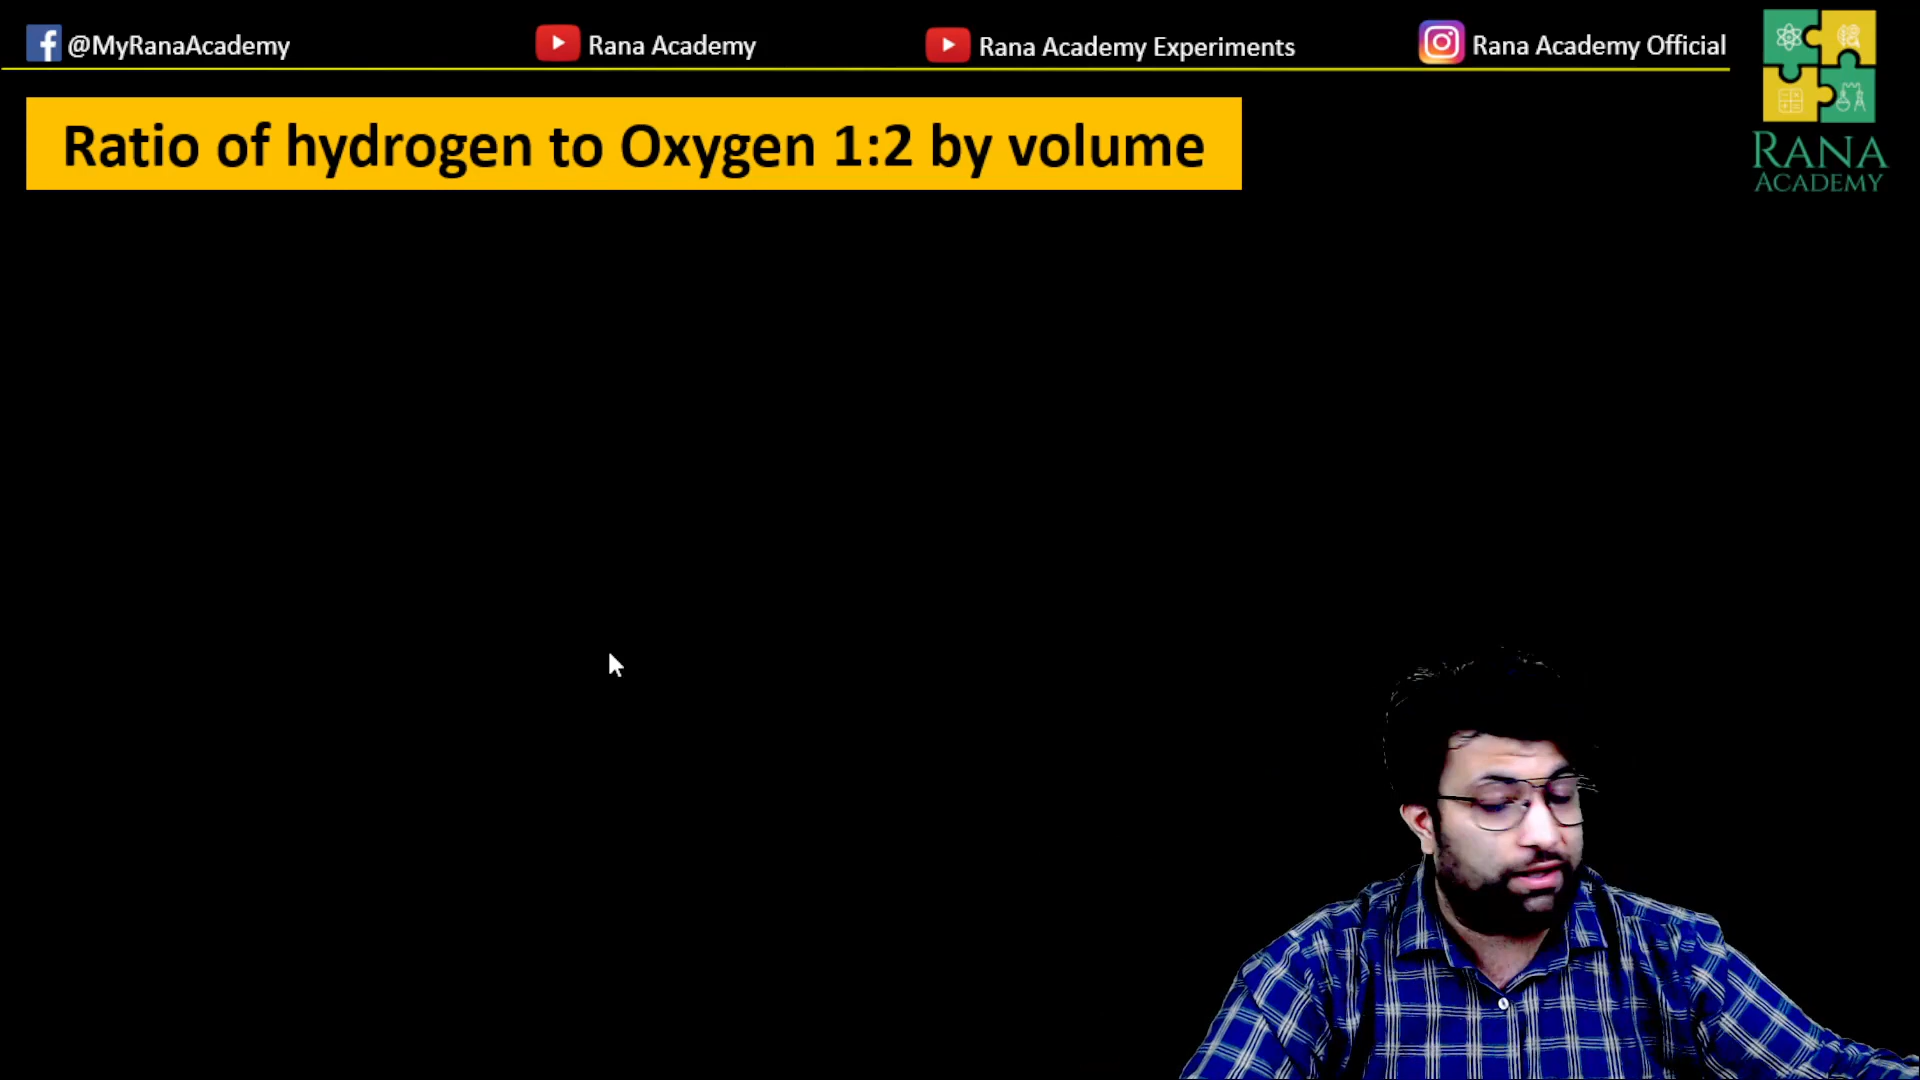 @MyRanaAcademy
Rana Academy
Rana Academy Experiments
Rana Academy Official
RANA
ACADEMY
Ratio of hydrogen to Oxygen 1:2 by volume